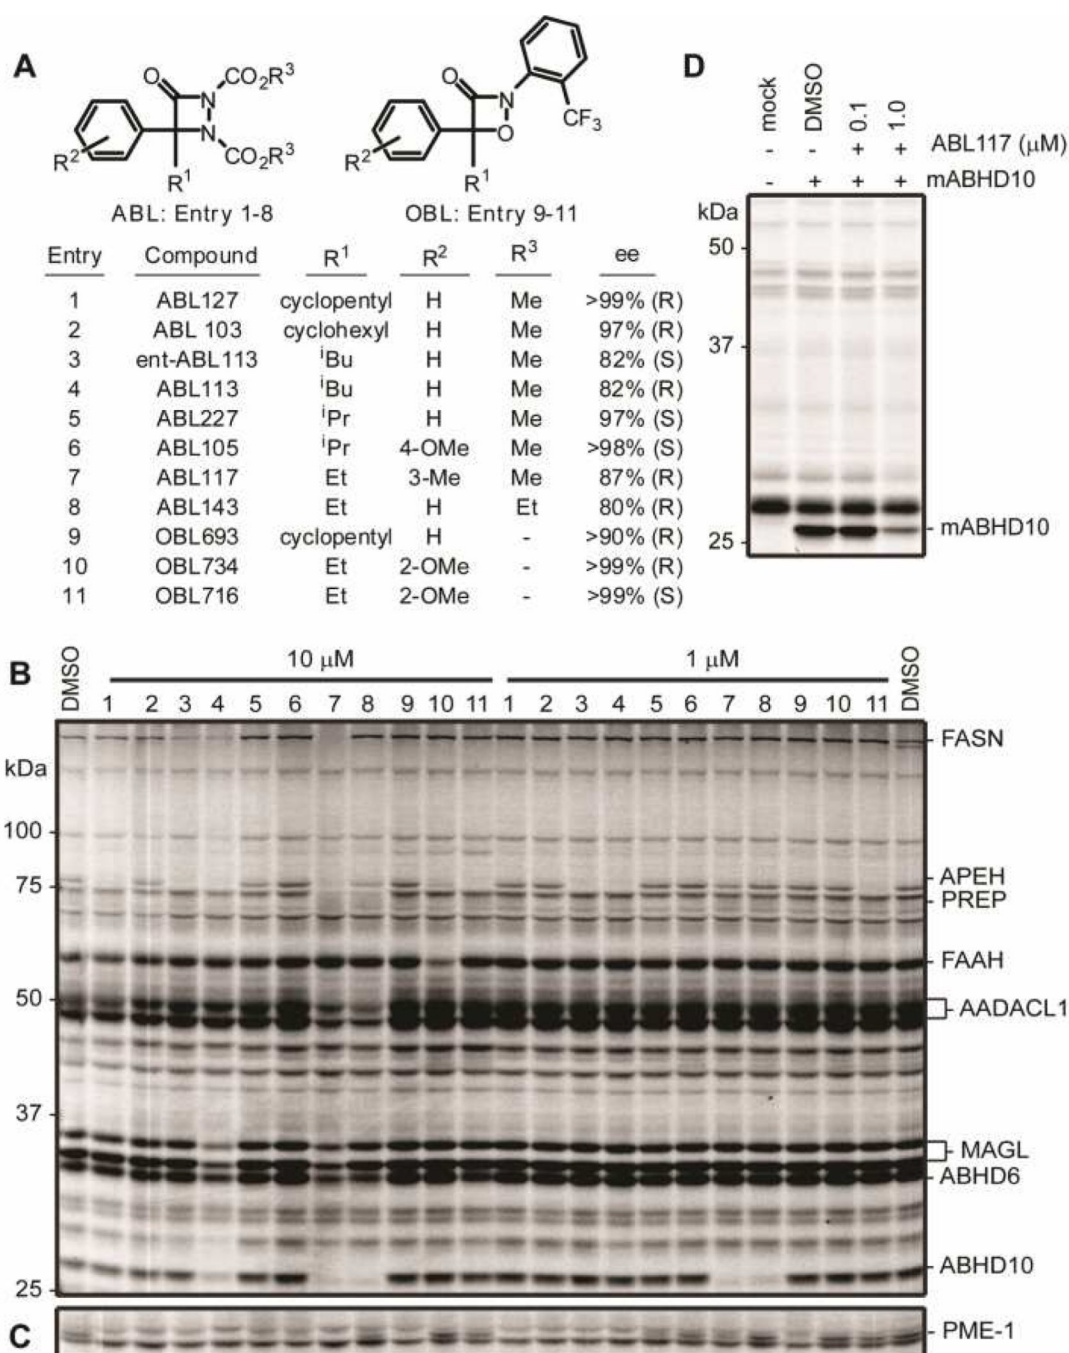 A
O
N
CO₂R³
N
CO₂R³
R²
R¹
ABL: Entry 1-8
O
N
O
CF₃
R²
R¹
OBL: Entry 9-11
Entry Compound R¹ R² R³ ee
1 ABL127 cyclopentyl H Me >99% (R)
2 ABL 103 cyclohexyl H Me 97% (R)
3 ent-ABL113 ⁱBu H Me 82% (S)
4 ABL113 ⁱBu H Me 82% (R)
5 ABL227 ⁱPr H Me 97% (S)
6 ABL105 ⁱPr 4-OMe Me >98% (S)
7 ABL117 Et 3-Me Me 87% (R)
8 ABL143 Et H Et 80% (R)
9 OBL693 cyclopentyl H - >90% (R)
10 OBL734 Et 2-OMe - >99% (R)
11 OBL716 Et 2-OMe - >99% (S)
D
mock DMSO 0.1 1.0
- - + + ABL117 (μM)
- + + + mABHD10
kDa
50
37
25
mABHD10
B
DMSO 10 μM 1 μM DMSO
1 2 3 4 5 6 7 8 9 10 11 1 2 3 4 5 6 7 8 9 10 11
kDa
100
75
50
37
25
FASN
APEH
PREP
FAAH
AADACL1
MAGL
ABHD6
ABHD10
C
PME-1